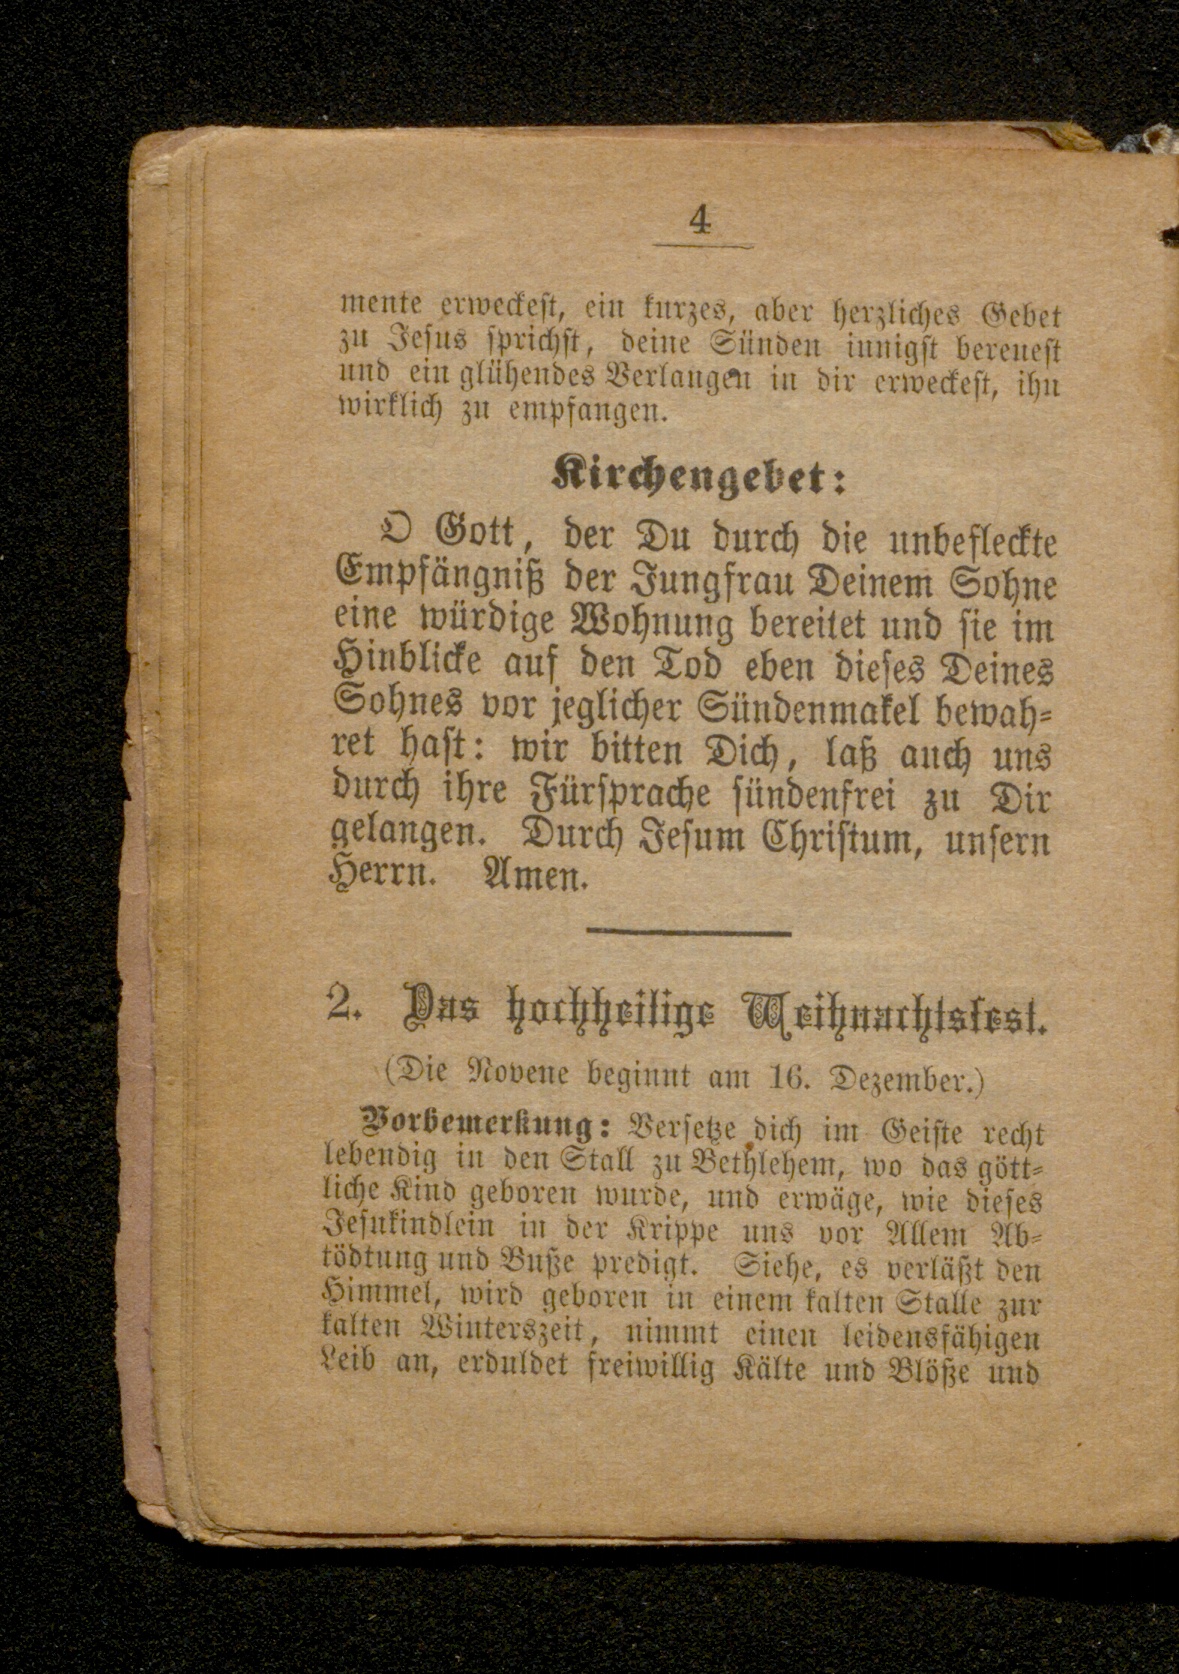 4
mente erweckest, ein kurzes, aber herzliches Gebet
zu Jesus sprichst, deine Sünden innigst bereuest
und ein glühendes Verlangen in dir erweckest, ihn
wirklich zu empfangen.
Kirchengebet:
O Gott, der Du durch die unbefleckte
Empfängniß der Jungfrau Deinem Sohne
eine würdige Wohnung bereitet und sie im
Hinblicke auf den Tod eben dieses Deines
Sohnes vor jeglicher Sündenmakel bewah-
ret hast: wir bitten Dich, laß auch uns
durch ihre Fürsprache sündenfrei zu Dir
gelangen. Durch Jesum Christum, unsern
Herrn. Amen.
2. Das hochheilige Weihnachtsfest.
(Die Novene beginnt am 16. Dezember.)
Vorbemerkung: Versetze dich im Geiste recht
lebendig in den Stall zu Bethlehem, wo das gött-
liche Kind geboren wurde, und erwäge, wie dieses
Jesukindlein in der Krippe uns vor Allem Ab-
tödtung und Buße predigt. Siehe, es verläßt den
Himmel, wird geboren in einem kalten Stalle zur
kalten Winterszeit, nimmt einen leidensfähigen
Leib an, erduldet freiwillig Kälte und Blöße und